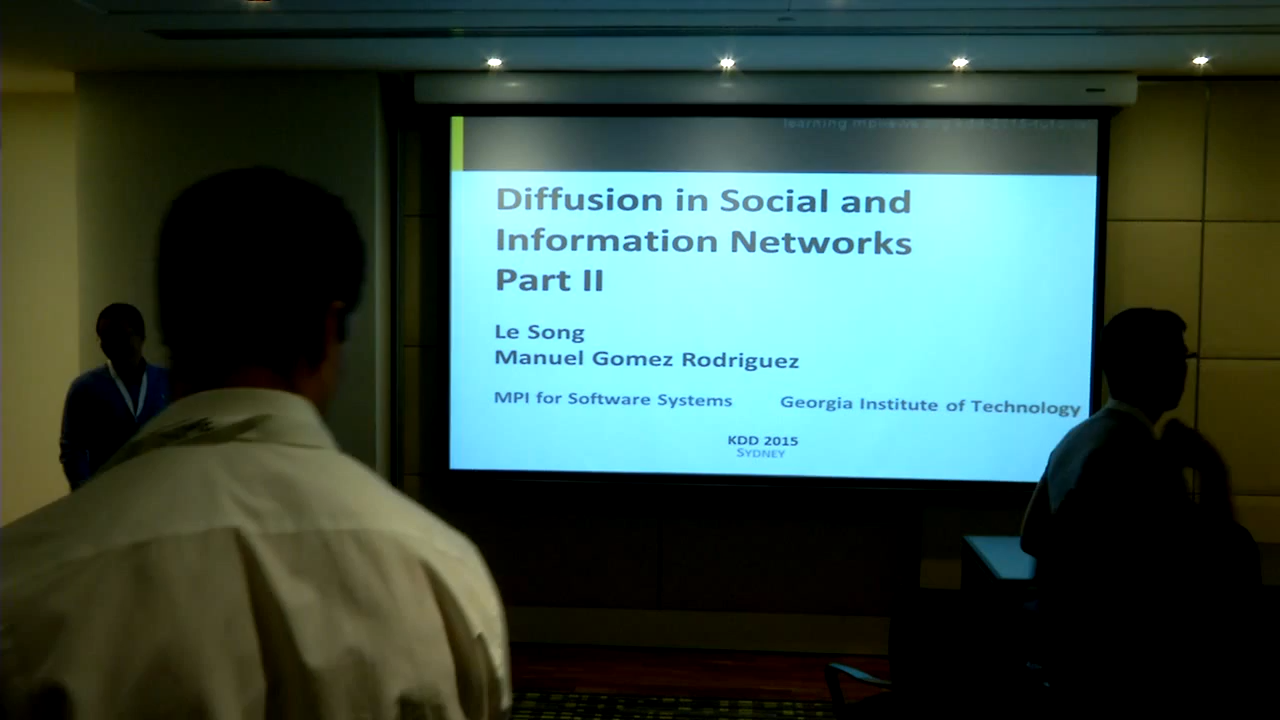 Diffusion in Social and
Information Networks
Part II
Le Song
Manuel Gomez Rodriguez
MPI for Software Systems Georgia Institute of Technology
KDD 2015
SYDNEY